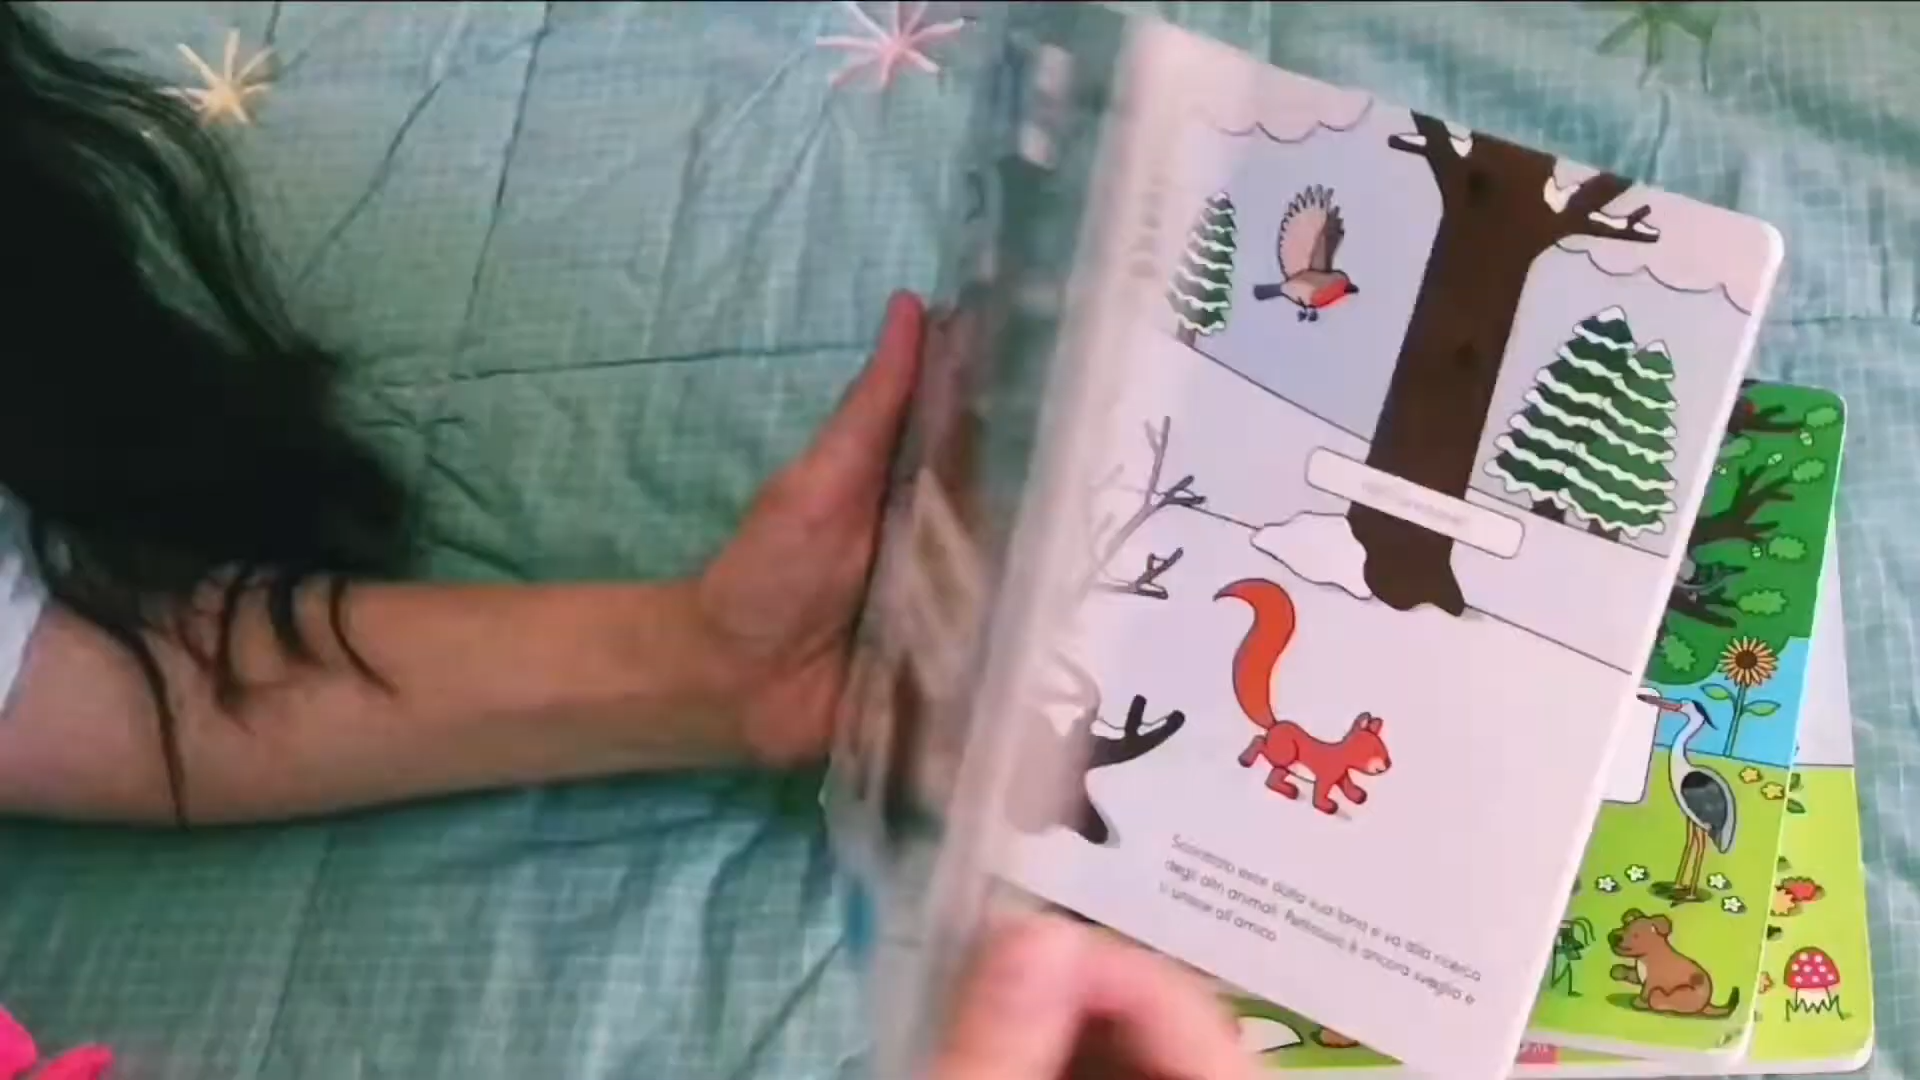 Scoiattolo esce dalla sua tana e va alla ricerca
degli altri animali. Pettirosso è ancora sveglio e
si unisce all'amico.